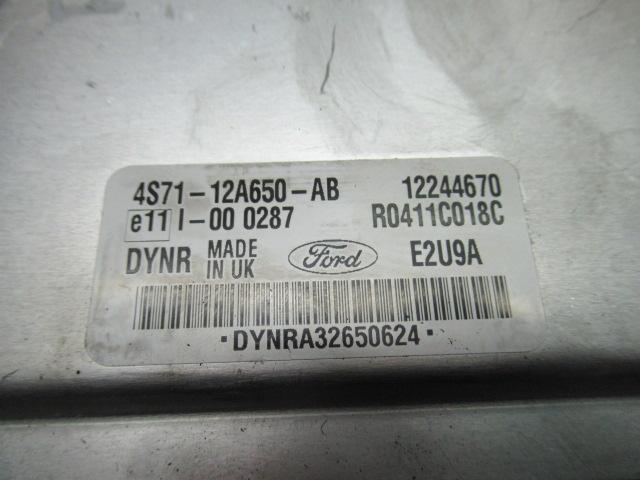 4S71-12A650-AB 12244670
e11 I-00 0287 R0411C018C
DYNR MADE IN UK Ford E2U9A
·DYNRA32650624·